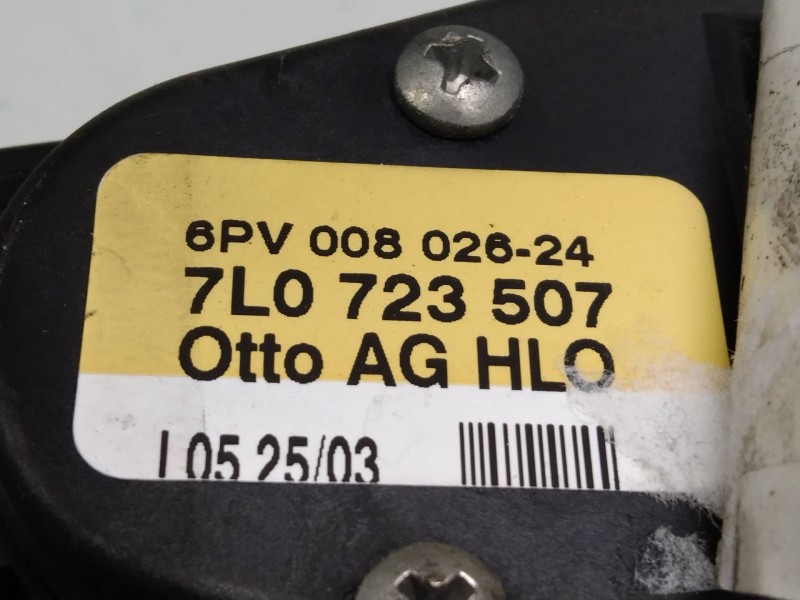 6PV 008 026-24
7L0 723 507
Otto AG HLO
I 05 25/03